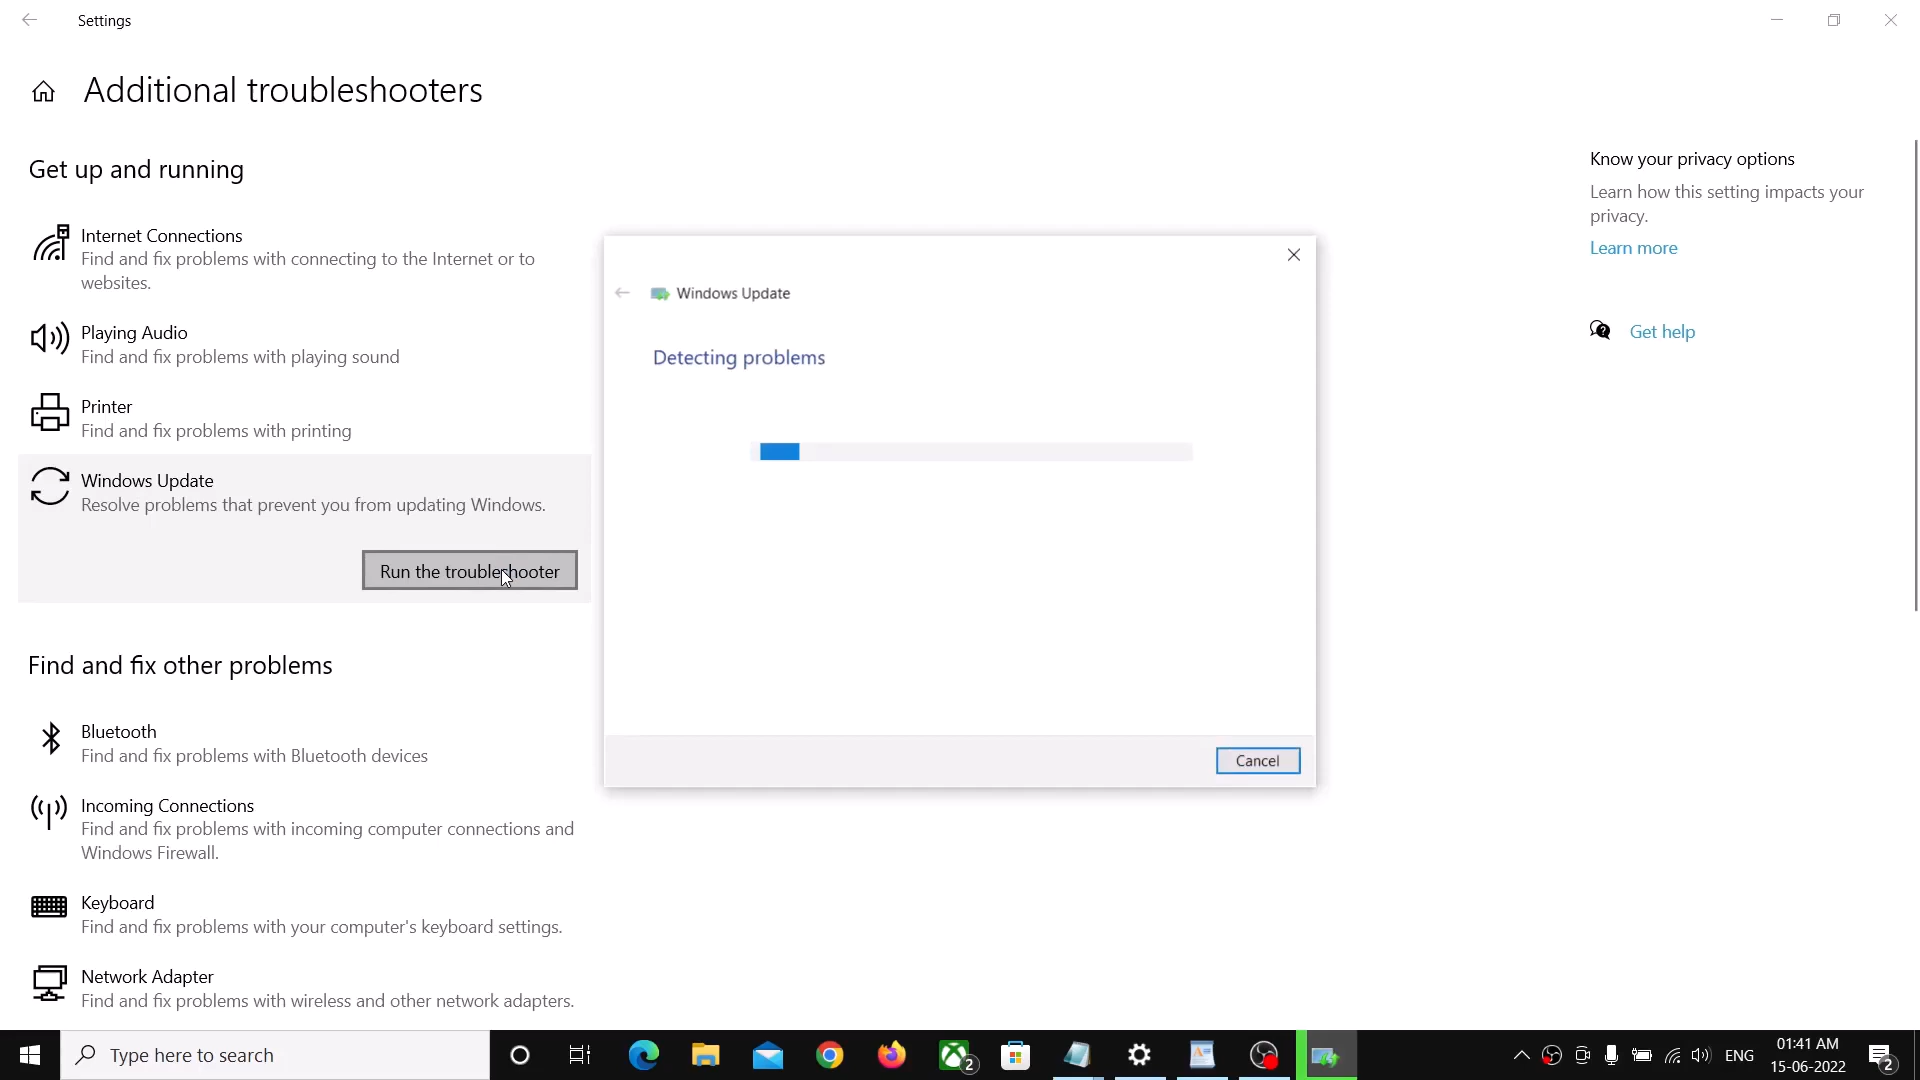 Settings
Additional troubleshooters
Get up and running
Internet Connections
Find and fix problems with connecting to the Internet or to
websites.
Playing Audio
Find and fix problems with playing sound
Printer
Find and fix problems with printing
Windows Update
Resolve problems that prevent you from updating Windows.
Run the troubleshooter
Find and fix other problems
Bluetooth
Find and fix problems with Bluetooth devices
Incoming Connections
Find and fix problems with incoming computer connections and
Windows Firewall.
Keyboard
Find and fix problems with your computer's keyboard settings.
Network Adapter
Find and fix problems with wireless and other network adapters.
Windows Update
Detecting problems
Cancel
Know your privacy options
Learn how this setting impacts your
privacy.
Learn more
Get help
Type here to search
2
ENG
01:41 AM
15-06-2022
2